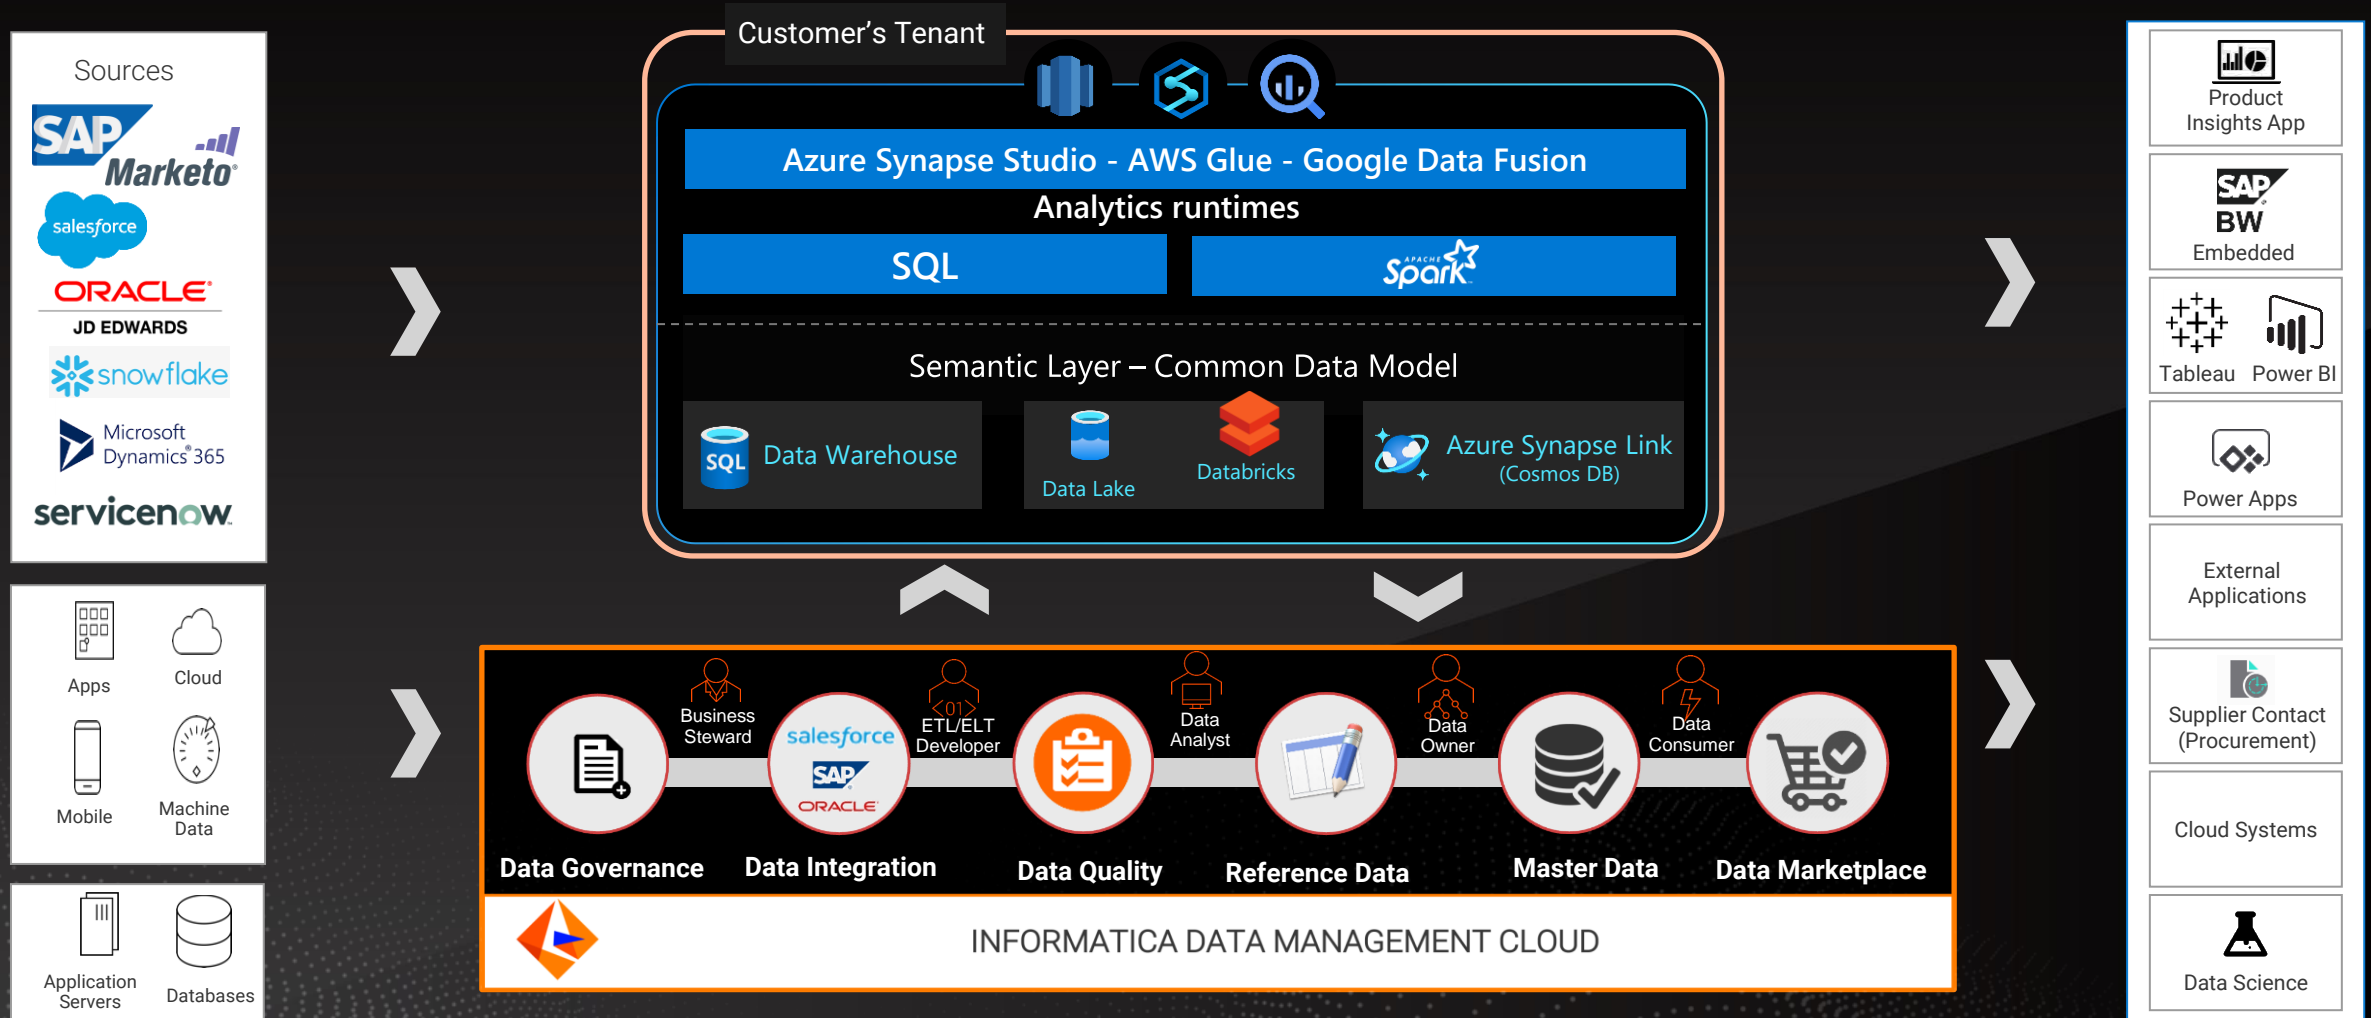 Sources
SAP
Marketo
salesforce
ORACLE
JD EDWARDS
snowflake
Microsoft
Dynamics 365
servicenow
Apps
Cloud
Mobile
Machine
Data
Application
Servers
Databases
Customer's Tenant
Azure Synapse Studio - AWS Glue - Google Data Fusion
Analytics runtimes
SQL
APACHE
Spark
Semantic Layer – Common Data Model
SQL
Data Warehouse
Data Lake
Databricks
Azure Synapse Link
(Cosmos DB)
Business
Steward
<01>
ETL/ELT
Developer
Data
Analyst
Data
Owner
Data
Consumer
salesforce
SAP
ORACLE
Data Governance
Data Integration
Data Quality
Reference Data
Master Data
Data Marketplace
INFORMATICA DATA MANAGEMENT CLOUD
Product
Insights App
SAP
BW
Embedded
Tableau
Power BI
Power Apps
External
Applications
Supplier Contact
(Procurement)
Cloud Systems
Data Science